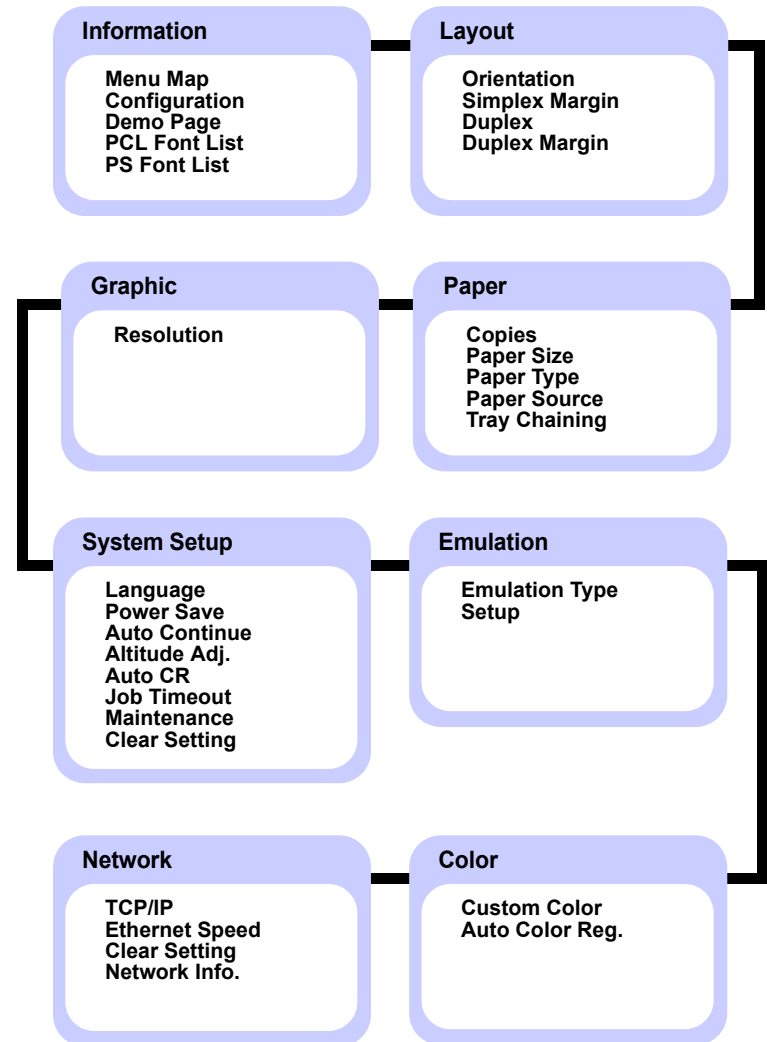 Information
Menu Map
Configuration
Demo Page
PCL Font List
PS Font List
Layout
Orientation
Simplex Margin
Duplex
Duplex Margin
Graphic
Resolution
Paper
Copies
Paper Size
Paper Type
Paper Source
Tray Chaining
System Setup
Language
Power Save
Auto Continue
Altitude Adj.
Auto CR
Job Timeout
Maintenance
Clear Setting
Emulation
Emulation Type
Setup
Network
TCP/IP
Ethernet Speed
Clear Setting
Network Info.
Color
Custom Color
Auto Color Reg.